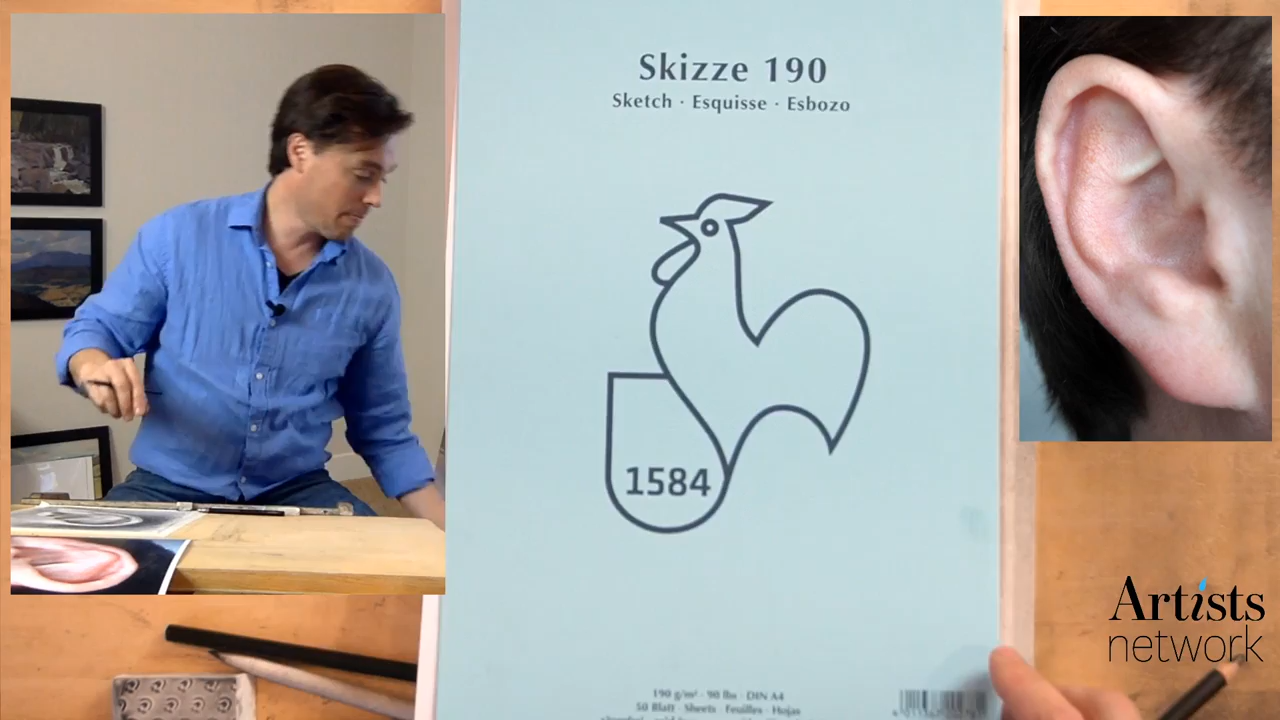 Skizze 190
Sketch · Esquisse · Esbozo
1584
190 g/m² · 90 lbs · DIN A4
50 Blatt · Sheets · Feuilles · Hojas
Artists
network